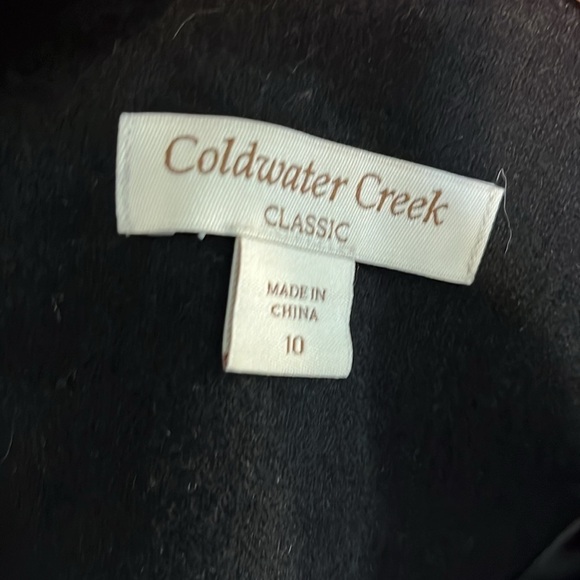 Coldwater Creek
CLASSIC
MADE IN
CHINA
10